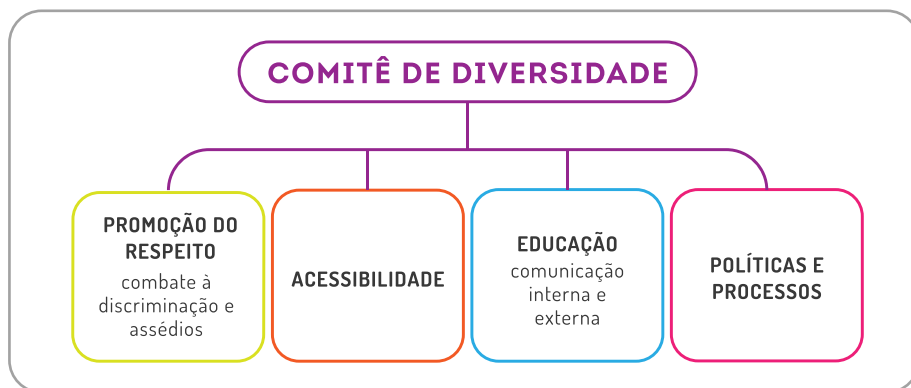 COMITÊ DE DIVERSIDADE
PROMOÇÃO DO
RESPEITO
combate à
discriminação e
assédios
ACESSIBILIDADE
EDUCAÇÃO
comunicação
interna e
externa
POLÍTICAS E
PROCESSOS